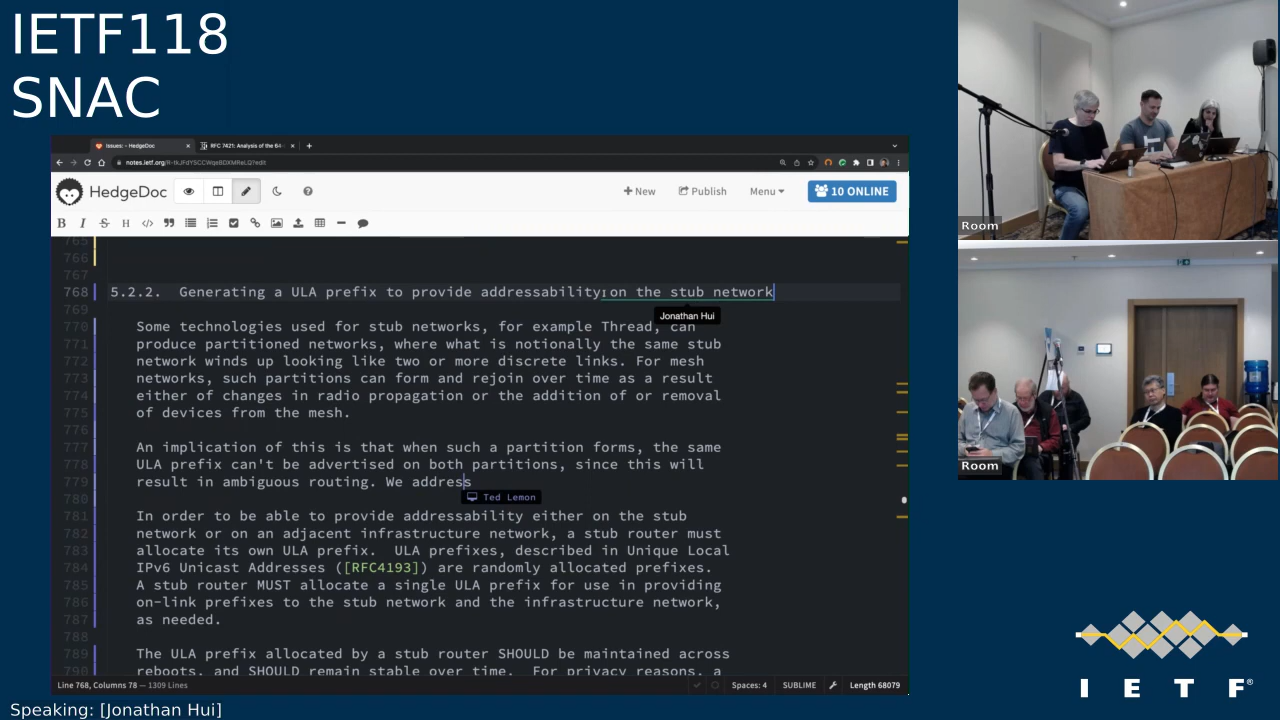 IETF118
SNAC
Issues: - HedgeDoc
RFC 7421: Analysis of the 64-
HedgeDoc
New
Publish
Menu
10 ONLINE
B I H
765
766
767
768 5.2.2. Generating a ULA prefix to provide addressability on the stub network
Jonathan Hui
769
770 Some technologies used for stub networks, for example Thread, can
771 produce partitioned networks, where what is notionally the same stub
772 network winds up looking like two or more discrete links. For mesh
773 networks, such partitions can form and rejoin over time as a result
774 either of changes in radio propagation or the addition of or removal
775 of devices from the mesh.
776
777 An implication of this is that when such a partition forms, the same
778 ULA prefix can't be advertised on both partitions, since this will
779 result in ambiguous routing. We address
780 Ted Lemon
781 In order to be able to provide addressability either on the stub
782 network or on an adjacent infrastructure network, a stub router must
783 allocate its own ULA prefix. ULA prefixes, described in Unique Local
784 IPv6 Unicast Addresses ([RFC4193]) are randomly allocated prefixes.
785 A stub router MUST allocate a single ULA prefix for use in providing
786 on-link prefixes to the stub network and the infrastructure network,
787 as needed.
788
789 The ULA prefix allocated by a stub router SHOULD be maintained across
790 reboots, and SHOULD remain stable over time. For privacy reasons, a
Line 768, Columns 78 — 1309 Lines
Spaces: 4
SUBLIME
Length 68079
Room
Room
IETF®
Speaking: [Jonathan Hui]